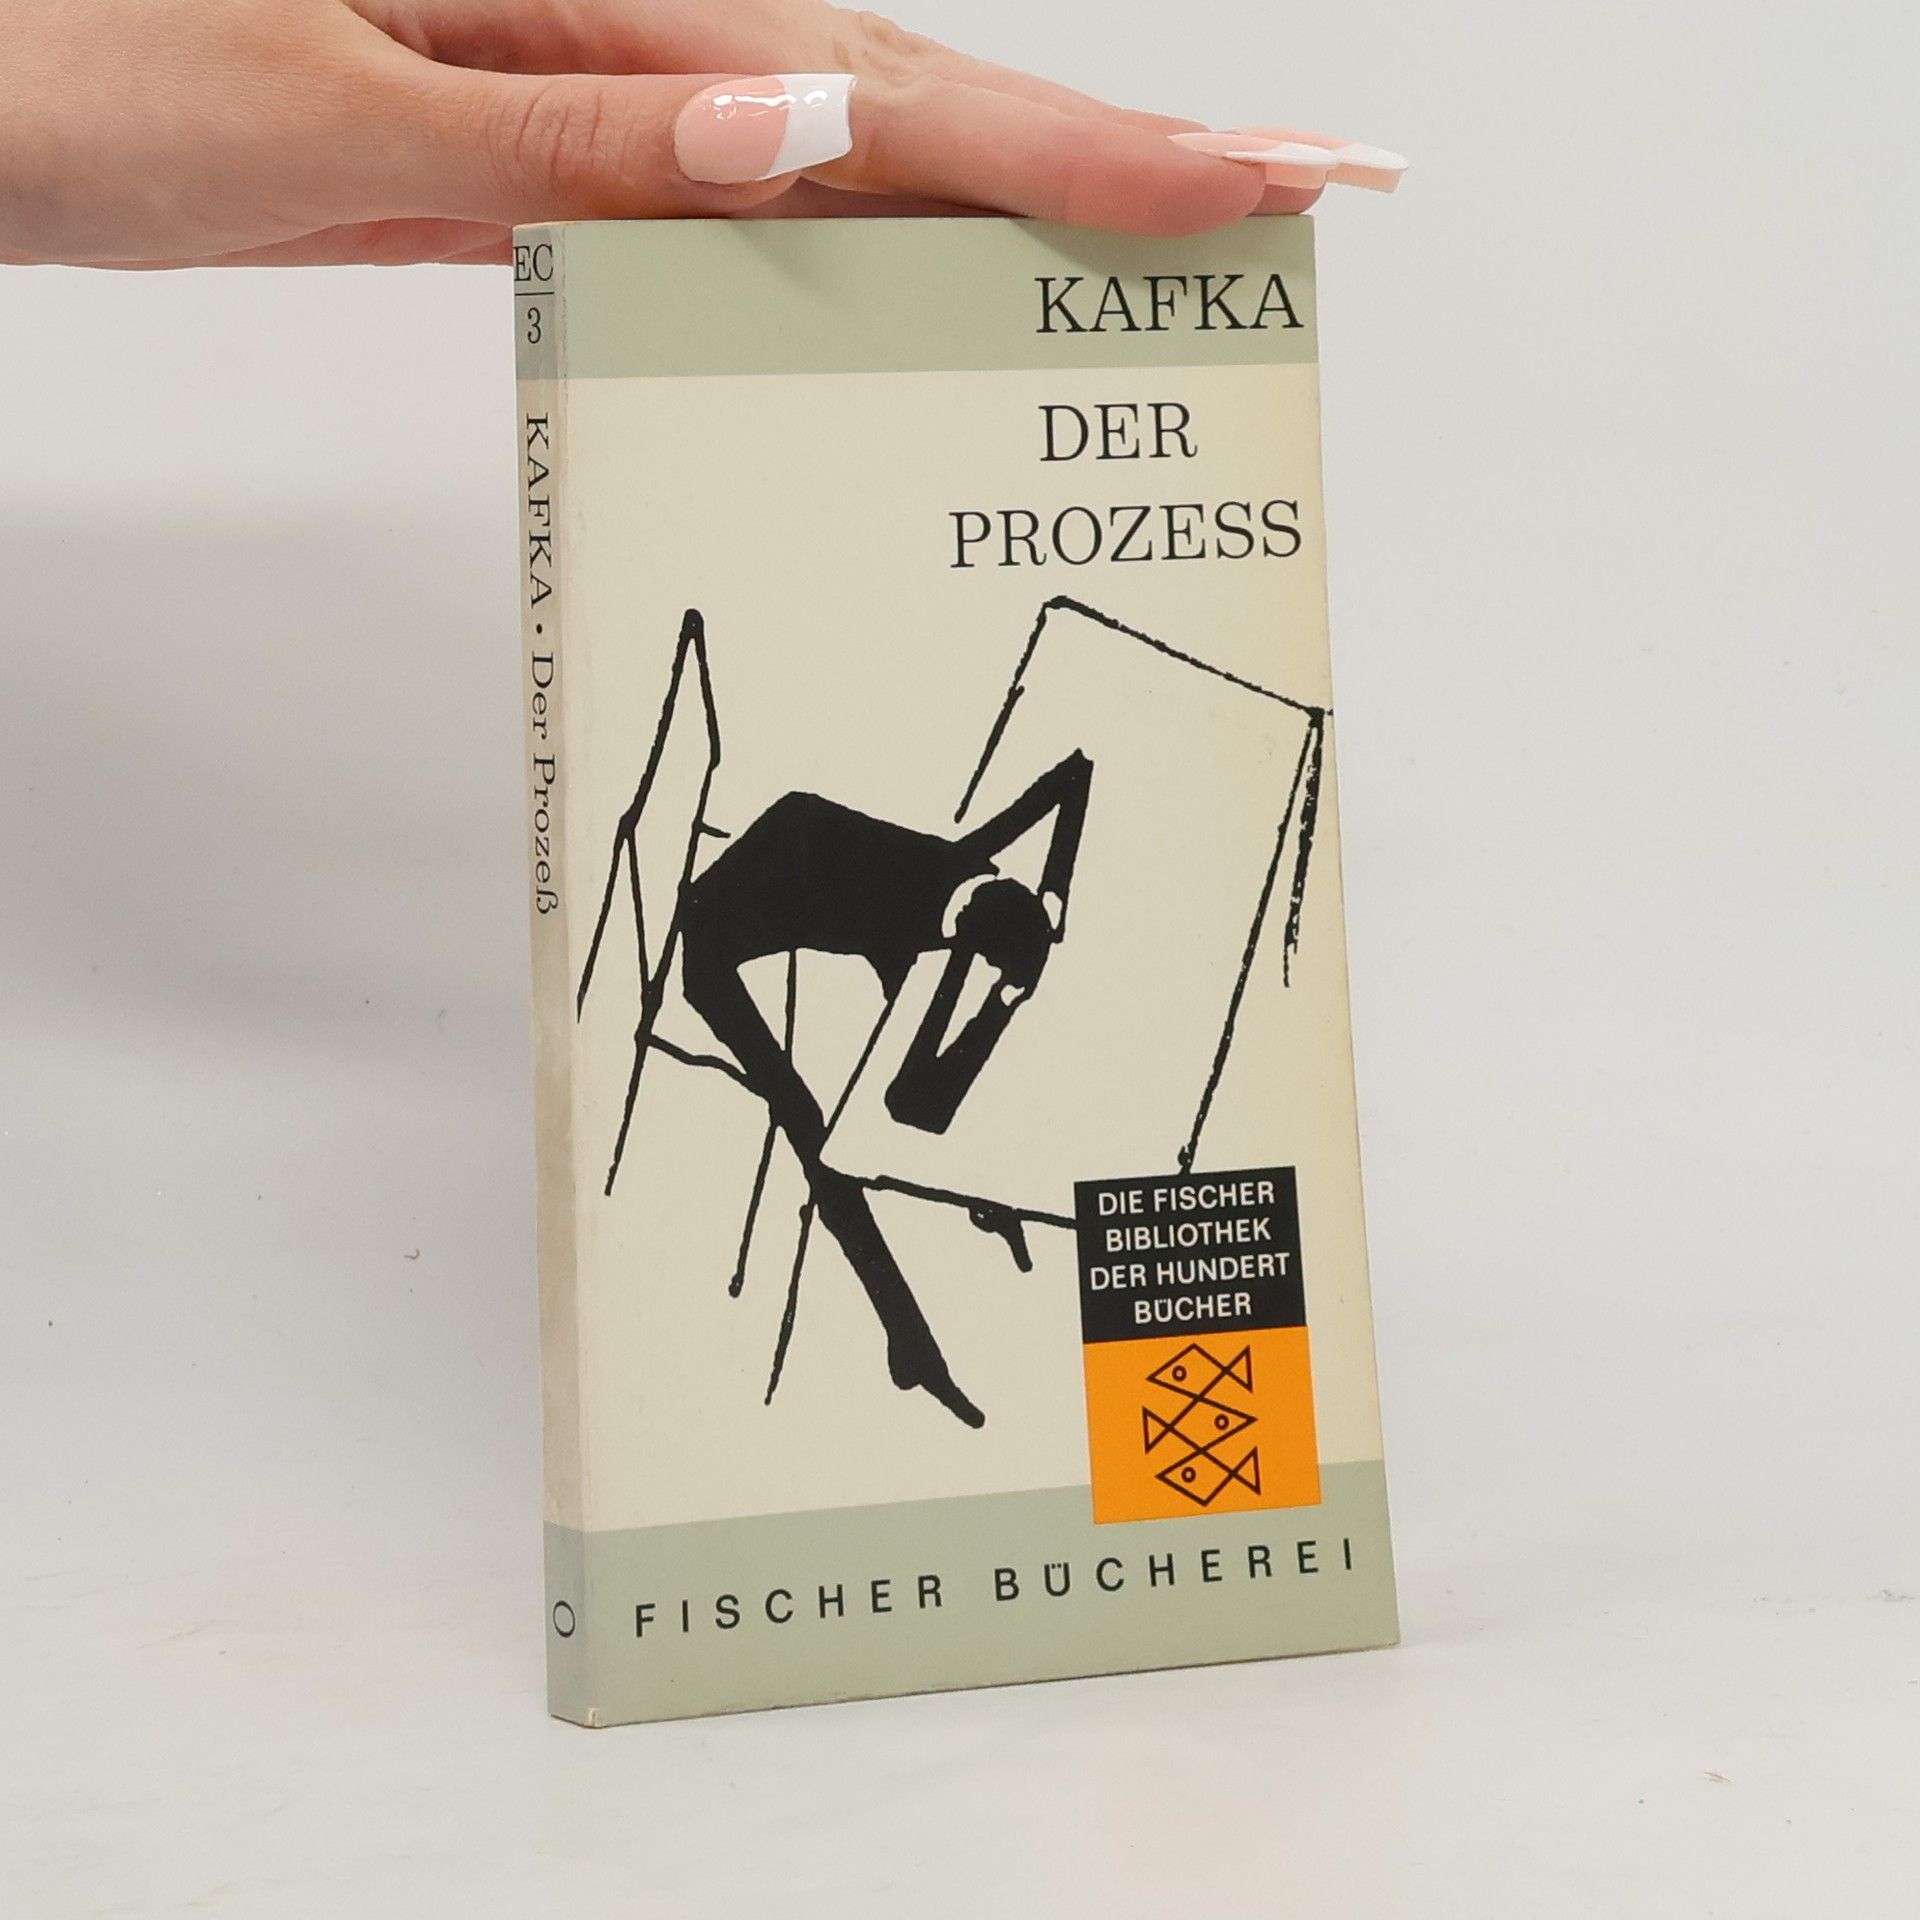 EC
3
KAFKA • Der Prozeß
O
KAFKA
DER
PROZESS
DIE FISCHER
BIBLIOTHEK
DER HUNDERT
BÜCHER
FISCHER BÜCHEREI